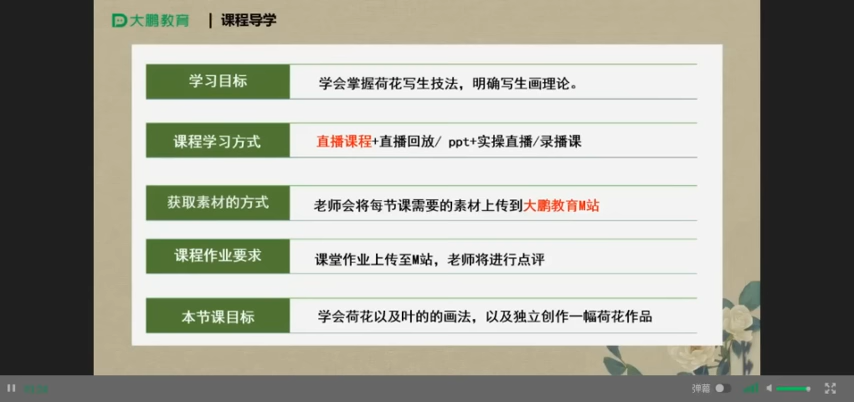 大鹏教育 | 课程导学
学习目标 学会掌握荷花写生技法，明确写生画理论。
课程学习方式 直播课程+直播回放/ ppt+实操直播/录播课
获取素材的方式 老师会将每节课需要的素材上传到大鹏教育M站
课程作业要求 课堂作业上传至M站，老师将进行点评
本节课目标 学会荷花以及叶的的画法，以及独立创作一幅荷花作品
弹幕